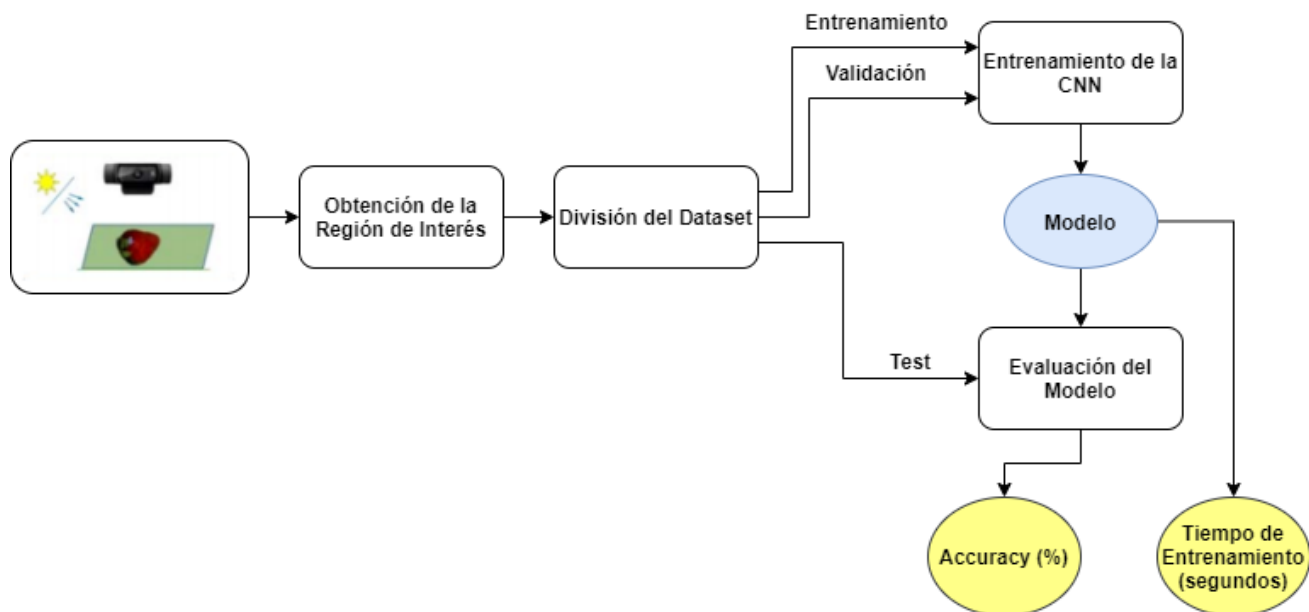 Entrenamiento
Validación
Entrenamiento de la
CNN
Obtención de la
Región de Interés
División del Dataset
Modelo
Test
Evaluación del
Modelo
Accuracy (%)
Tiempo de
Entrenamiento
(segundos)